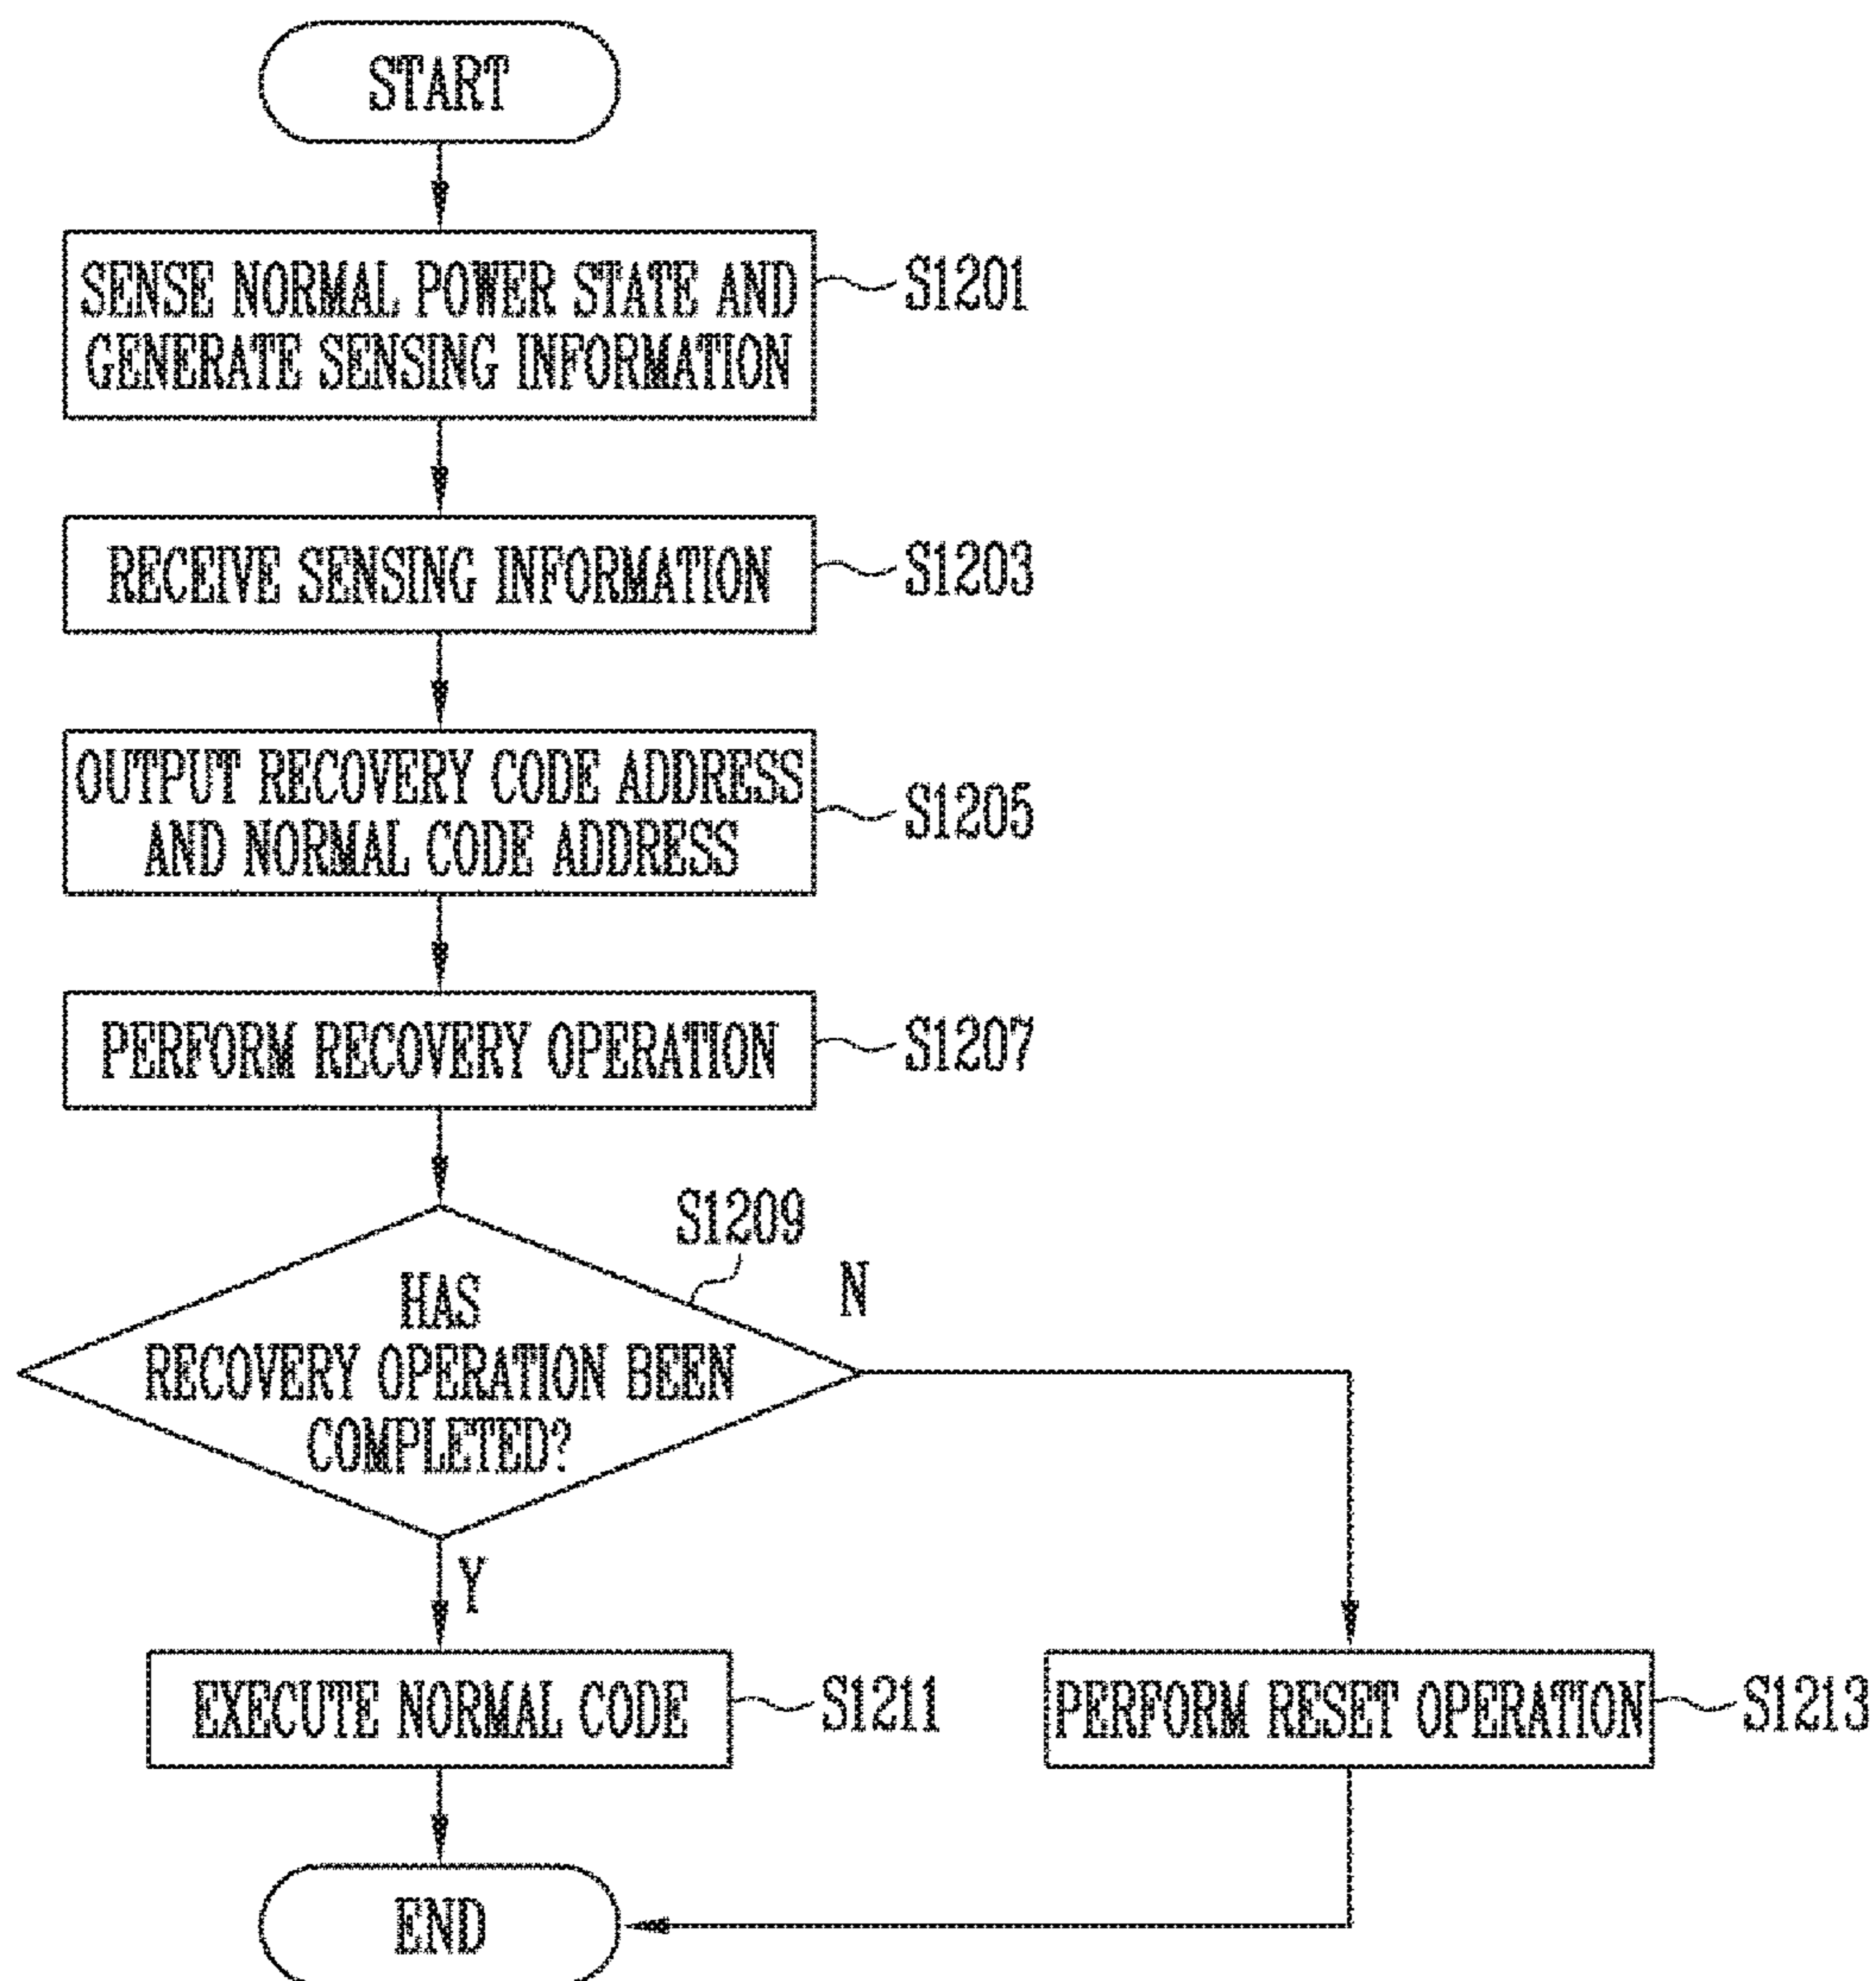 START
SENSE NORMAL POWER STATE AND
GENERATE SENSING INFORMATION
S1201
RECEIVE SENSING INFORMATION
S1203
OUTPUT RECOVERY CODE ADDRESS
AND NORMAL CODE ADDRESS
S1205
PERFORM RECOVERY OPERATION
S1207
S1209
HAS
RECOVERY OPERATION BEEN
COMPLETED?
N
Y
EXECUTE NORMAL CODE
S1211
PERFORM RESET OPERATION
S1213
END